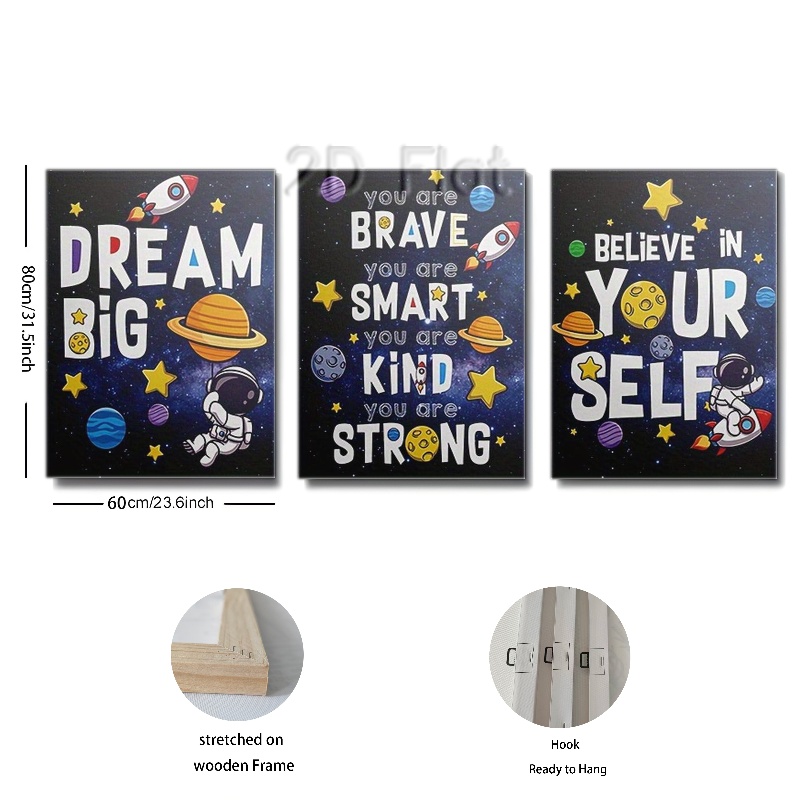 2D Flat
DREAM
BiG
you are
BRAVE
you are
SMART
you are
KiND
you are
STRONG
BELIEVE iN
YOUR
SELF
80cm/31.5inch
60cm/23.6inch
stretched on
wooden Frame
Hook
Ready to Hang